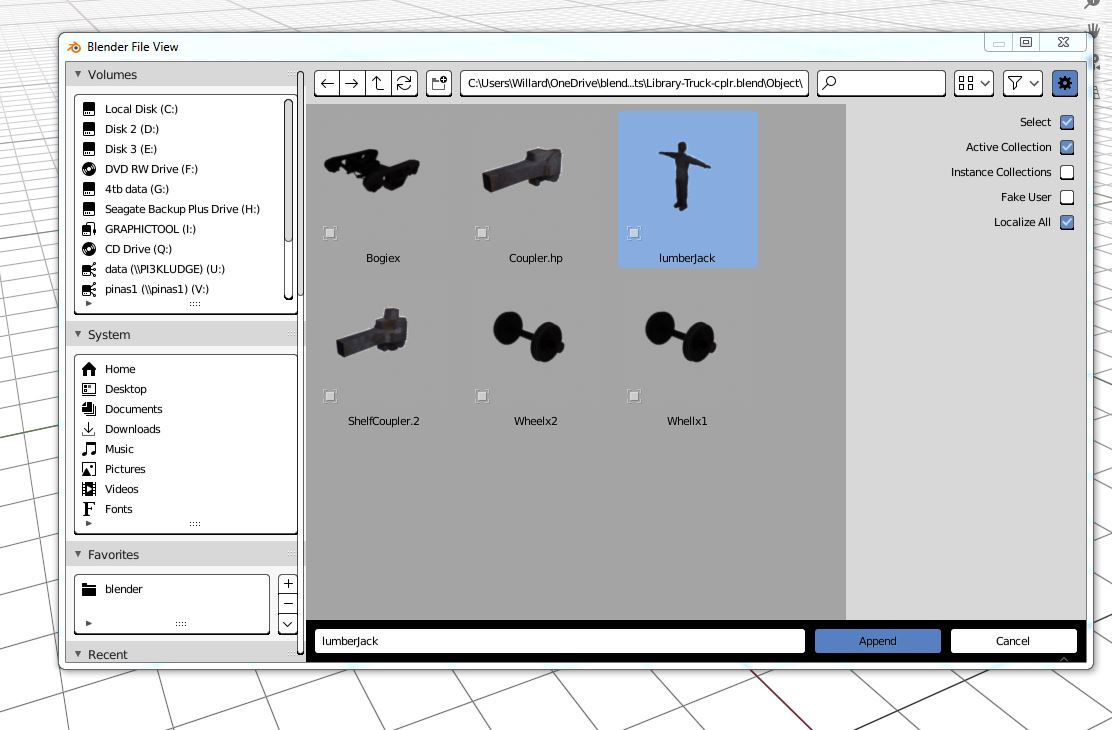 Blender File View
Volumes
Local Disk (C:)
Disk 2 (D:)
Disk 3 (E:)
DVD RW Drive (F:)
4tb data (G:)
Seagate Backup Plus Drive (H:)
GRAPHICTOOL (I:)
CD Drive (Q:)
data (\\PI3KLUDGE) (U:)
pinas1 (\\pinas1) (V:)
System
Home
Desktop
Documents
Downloads
Music
Pictures
Videos
Fonts
Favorites
blender
Recent
C:\Users\Willard\OneDrive\blend...ts\Library-Truck-cplr.blend\Object\
Bogiex
Coupler.hp
lumberJack
ShelfCoupler.2
Wheelx2
Whellx1
Select
Active Collection
Instance Collections
Fake User
Localize All
lumberJack
Append
Cancel